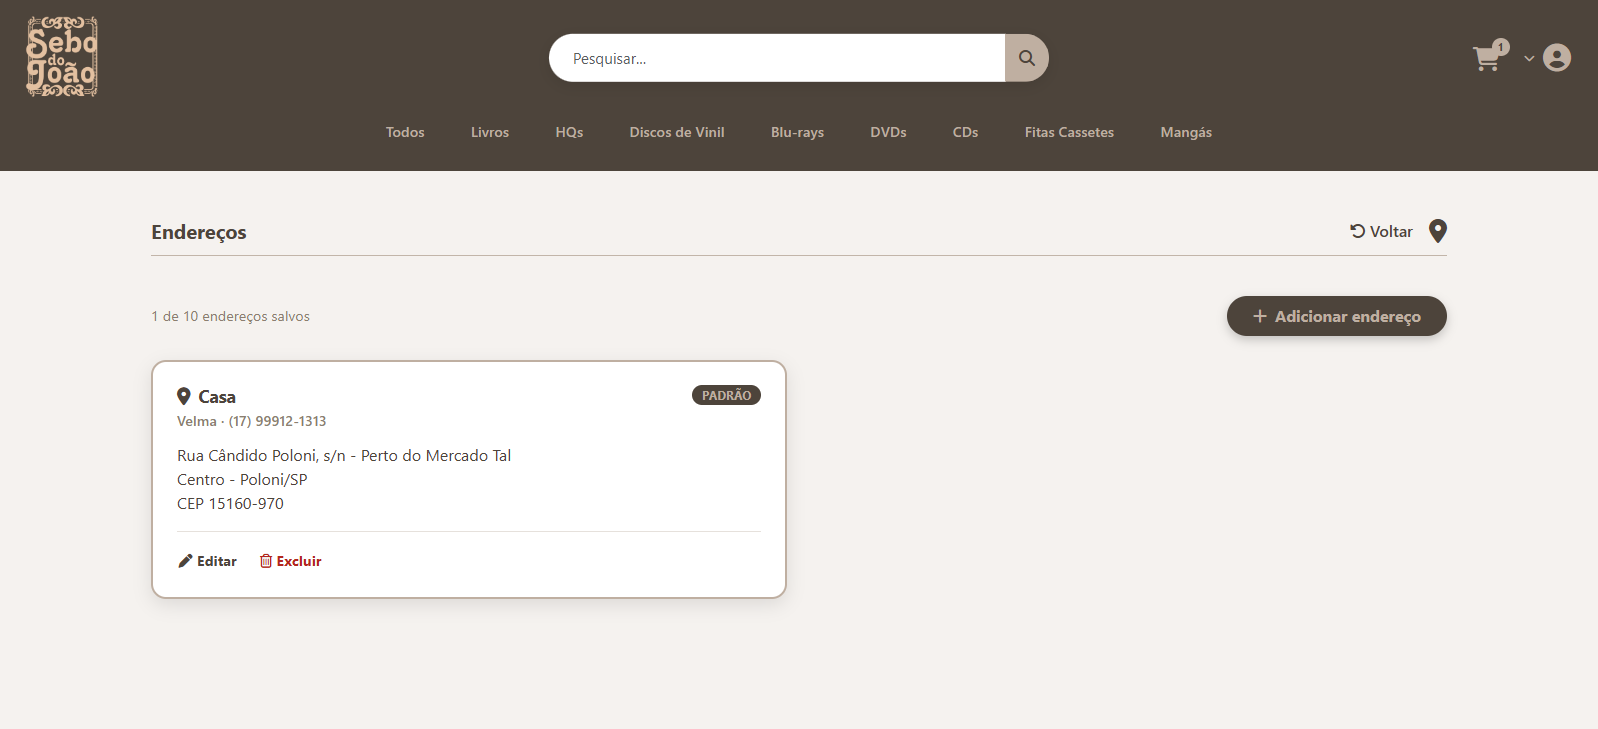 Sebo
do
João
Pesquisar...
1
Todos Livros HQs Discos de Vinil Blu-rays DVDs CDs Fitas Cassetes Mangás
Endereços
Voltar
1 de 10 endereços salvos
Adicionar endereço
Casa
PADRÃO
Velma · (17) 99912-1313
Rua Cândido Poloni, s/n - Perto do Mercado Tal
Centro - Poloni/SP
CEP 15160-970
Editar Excluir